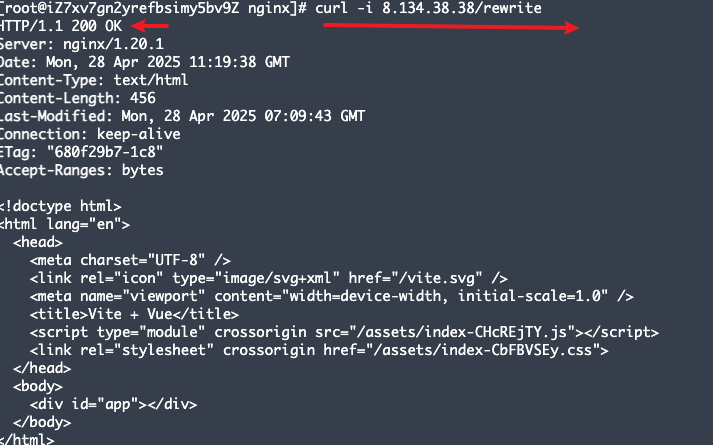 [root@iZ7xv7gn2yrefbsimy5bv9Z nginx]# curl -i 8.134.38.38/rewrite
HTTP/1.1 200 OK
Server: nginx/1.20.1
Date: Mon, 28 Apr 2025 11:19:38 GMT
Content-Type: text/html
Content-Length: 456
Last-Modified: Mon, 28 Apr 2025 07:09:43 GMT
Connection: keep-alive
ETag: "680f29b7-1c8"
Accept-Ranges: bytes

<!doctype html>
<html lang="en">
  <head>
    <meta charset="UTF-8" />
    <link rel="icon" type="image/svg+xml" href="/vite.svg" />
    <meta name="viewport" content="width=device-width, initial-scale=1.0" />
    <title>Vite + Vue</title>
    <script type="module" crossorigin src="/assets/index-CHcREjTY.js"></script>
    <link rel="stylesheet" crossorigin href="/assets/index-CbFBVSEy.css">
  </head>
  <body>
    <div id="app"></div>
  </body>
</html>